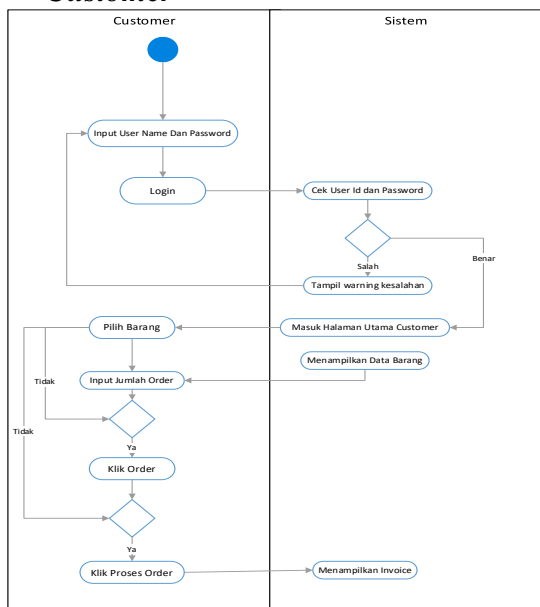 Customer
Customer
Sistem
Input User Name Dan Password
Login
Cek User Id dan Password
Salah
Benar
Tampil warning kesalahan
Pilih Barang
Masuk Halaman Utama Customer
Menampilkan Data Barang
Input Jumlah Order
Tidak
Tidak
Ya
Klik Order
Ya
Klik Proses Order
Menampilkan Invoice